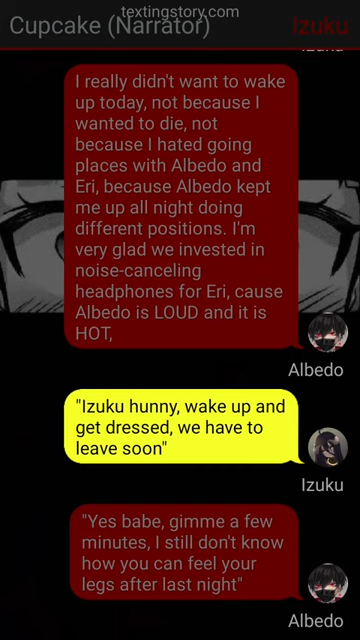 textingstory.com
Cupcake (Narrator)
Izuku
Izuku
I really didn't want to wake
up today, not because I
wanted to die, not
because I hated going
places with Albedo and
Eri, because Albedo kept
me up all night doing
different positions. I'm
very glad we invested in
noise-canceling
headphones for Eri, cause
Albedo is LOUD and it is
HOT,
Albedo
"Izuku hunny, wake up and
get dressed, we have to
leave soon"
Izuku
"Yes babe, gimme a few
minutes, I still don't know
how you can feel your
legs after last night"
Albedo